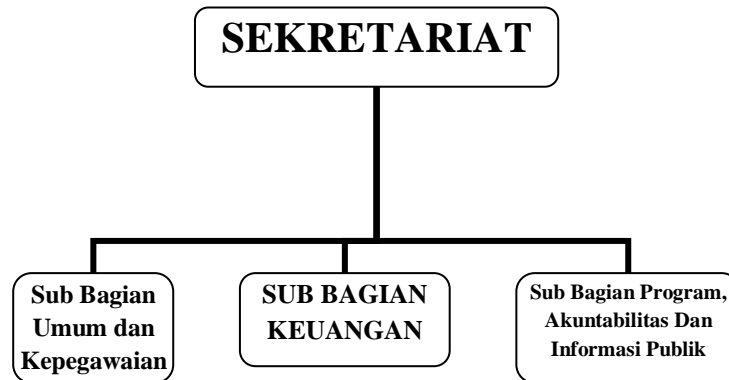 SEKRETARIAT
Sub Bagian
Umum dan
Kepegawaian
SUB BAGIAN
KEUANGAN
Sub Bagian Program,
Akuntabilitas Dan
Informasi Publik